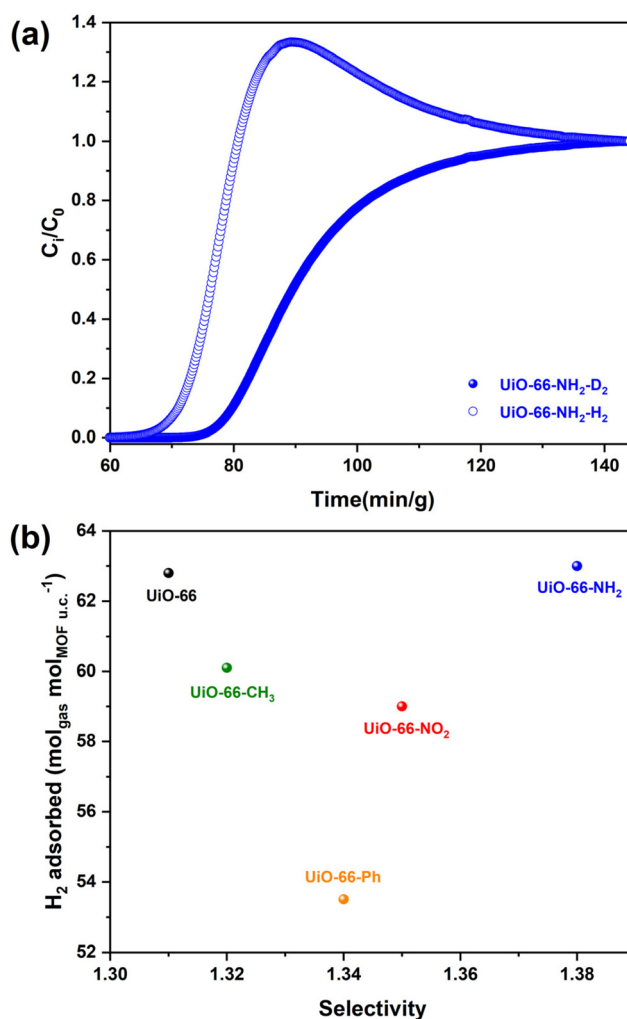 (a)
1.4
1.2
1.0
0.8
0.6
0.4
0.2
0.0
Cᵢ/C₀
UiO-66-NH₂-D₂
UiO-66-NH₂-H₂
60 80 100 120 140
Time(min/g)
(b)
64
62
60
58
56
54
52
H₂ adsorbed (mol_gas mol_MOF u.c.⁻¹)
UiO-66
UiO-66-NH₂
UiO-66-CH₃
UiO-66-NO₂
UiO-66-Ph
1.30 1.32 1.34 1.36 1.38
Selectivity